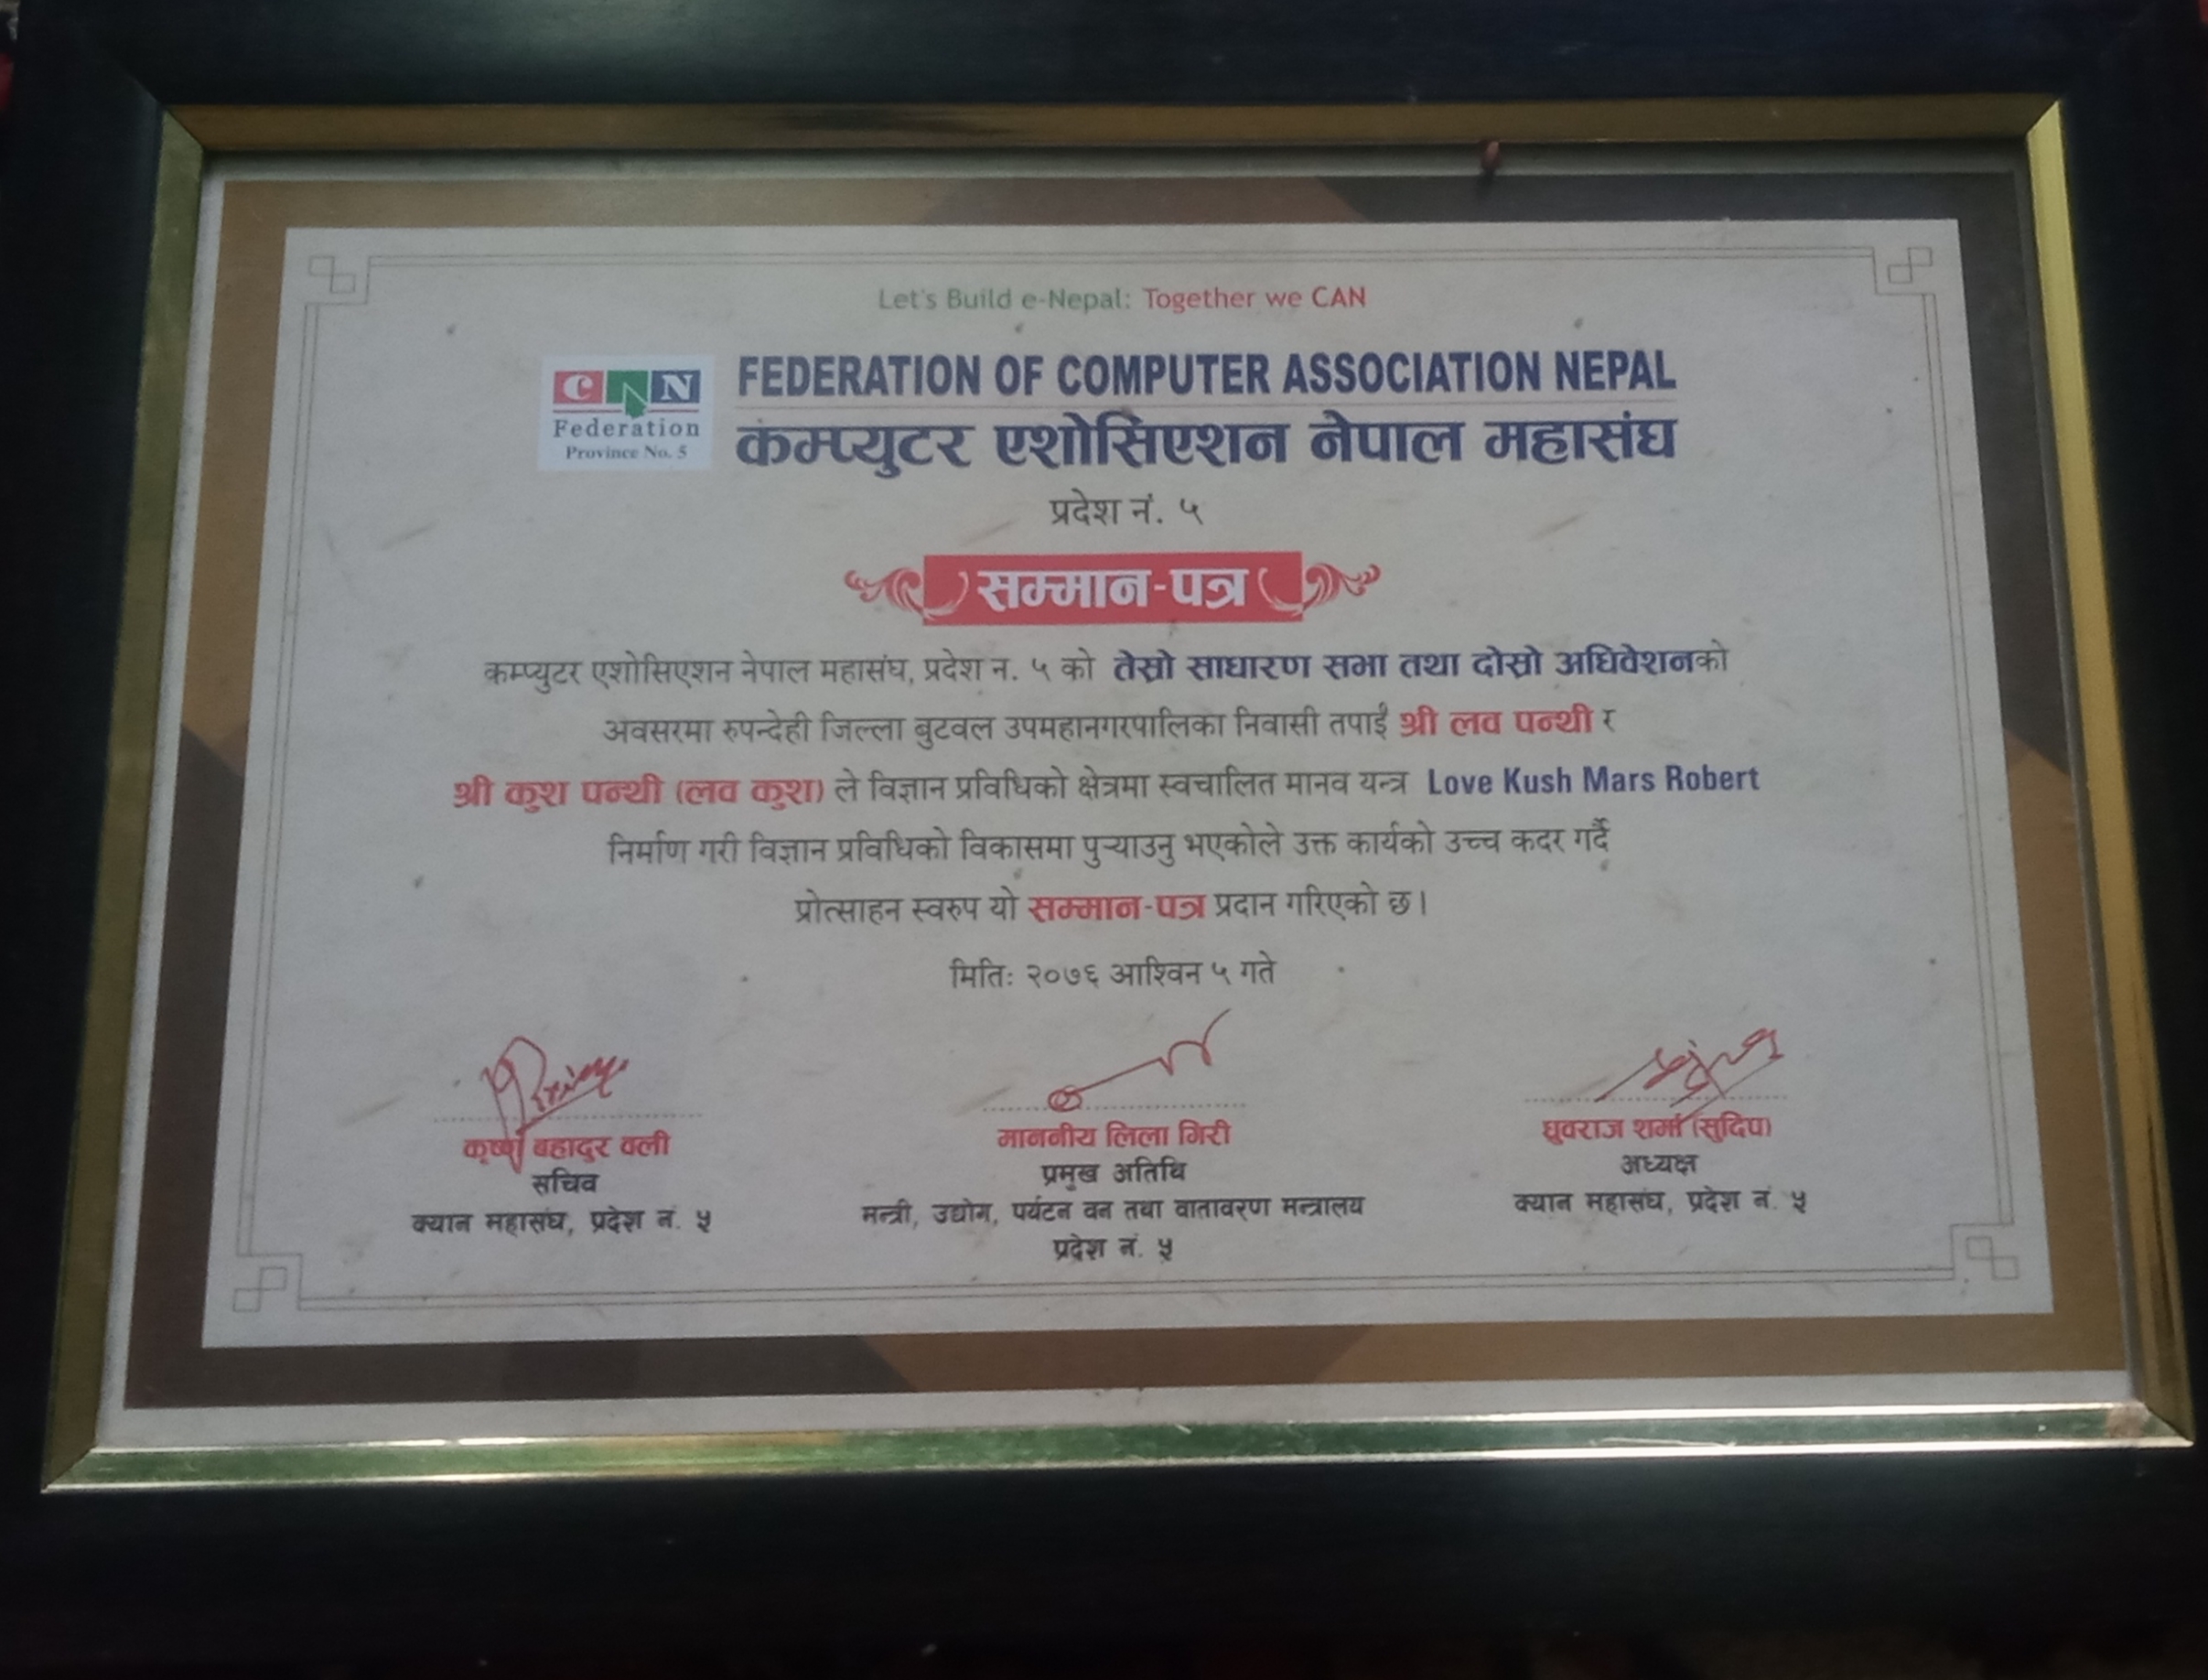 Let's Build e-Nepal: Together we CAN
CAN
Federation
Province No. 5
FEDERATION OF COMPUTER ASSOCIATION NEPAL
कम्प्युटर एशोसिएशन नेपाल महासंघ
प्रदेश नं. ५
सम्मान-पत्र
कम्प्युटर एशोसिएशन नेपाल महासंघ, प्रदेश न. ५ को तेस्रो साधारण सभा तथा दोस्रो अधिवेशनको
अवसरमा रुपन्देही जिल्ला बुटवल उपमहानगरपालिका निवासी तपाईं श्री लव पन्थी र
श्री कुश पन्थी (लव कुश) ले विज्ञान प्रविधिको क्षेत्रमा स्वचालित मानव यन्त्र Love Kush Mars Robert
निर्माण गरी विज्ञान प्रविधिको विकासमा पुऱ्याउनु भएकोले उक्त कार्यको उच्च कदर गर्दै
प्रोत्साहन स्वरुप यो सम्मान-पत्र प्रदान गरिएको छ।
मितिः २०७६ आश्विन ५ गते
कृष्ण बहादुर वली
सचिव
क्यान महासंघ, प्रदेश नं. ५
माननीय लिला गिरी
प्रमुख अतिथि
मन्त्री, उद्योग, पर्यटन वन तथा वातावरण मन्त्रालय
प्रदेश नं. ५
ध्रुवराज शर्मा (सुदिप)
अध्यक्ष
क्यान महासंघ, प्रदेश नं. ५